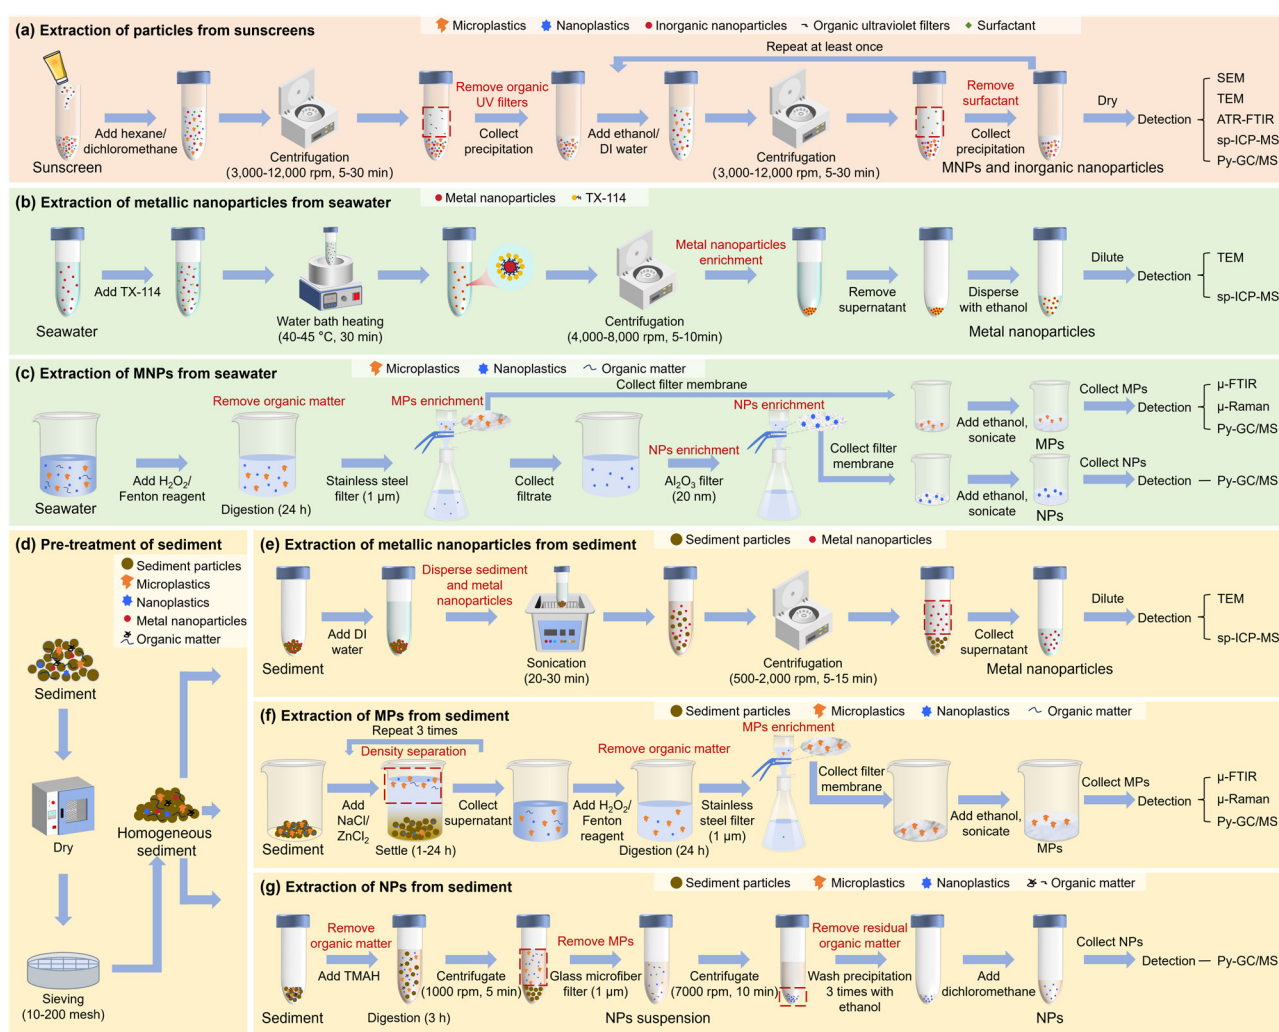 (a) Extraction of particles from sunscreens
Microplastics
Nanoplastics
Inorganic nanoparticles
Organic ultraviolet filters
Surfactant
Repeat at least once
Sunscreen
Add hexane/
dichloromethane
Centrifugation
(3,000-12,000 rpm, 5-30 min)
Remove organic
UV filters
Collect
precipitation
Add ethanol/
DI water
Centrifugation
(3,000-12,000 rpm, 5-30 min)
Remove
surfactant
Collect
precipitation
MNPs and inorganic nanoparticles
Dry
Detection
SEM
TEM
ATR-FTIR
sp-ICP-MS
Py-GC/MS
(b) Extraction of metallic nanoparticles from seawater
Metal nanoparticles
TX-114
Seawater
Add TX-114
Water bath heating
(40-45 °C, 30 min)
Centrifugation
(4,000-8,000 rpm, 5-10min)
Metal nanoparticles
enrichment
Remove
supernatant
Disperse
with ethanol
Metal nanoparticles
Dilute
Detection
TEM
sp-ICP-MS
(c) Extraction of MNPs from seawater
Microplastics
Nanoplastics
Organic matter
Seawater
Add H₂O₂/
Fenton reagent
Remove organic matter
Digestion (24 h)
Stainless steel
filter (1 μm)
MPs enrichment
Collect filter membrane
Collect
filtrate
NPs enrichment
Al₂O₃ filter
(20 nm)
NPs enrichment
Collect filter
membrane
Add ethanol,
sonicate
MPs
Collect MPs
Detection
μ-FTIR
μ-Raman
Py-GC/MS
Add ethanol,
sonicate
NPs
Collect NPs
Detection
Py-GC/MS
(d) Pre-treatment of sediment
Sediment particles
Microplastics
Nanoplastics
Metal nanoparticles
Organic matter
Sediment
Dry
Sieving
(10-200 mesh)
Homogeneous
sediment
(e) Extraction of metallic nanoparticles from sediment
Sediment particles
Metal nanoparticles
Sediment
Add DI
water
Disperse sediment
and metal
nanoparticles
Sonication
(20-30 min)
Centrifugation
(500-2,000 rpm, 5-15 min)
Collect
supernatant
Metal nanoparticles
Dilute
Detection
TEM
sp-ICP-MS
(f) Extraction of MPs from sediment
Sediment particles
Microplastics
Nanoplastics
Organic matter
Repeat 3 times
Density separation
Sediment
Add
NaCl/
ZnCl₂
Settle (1-24 h)
Collect
supernatant
Add H₂O₂/
Fenton
reagent
Remove organic matter
Digestion (24 h)
Stainless
steel filter
(1 μm)
MPs enrichment
Collect filter
membrane
Add ethanol,
sonicate
MPs
Collect MPs
Detection
μ-FTIR
μ-Raman
Py-GC/MS
(g) Extraction of NPs from sediment
Sediment particles
Microplastics
Nanoplastics
Organic matter
Sediment
Remove
organic matter
Add TMAH
Digestion (3 h)
Centrifugate
(1000 rpm, 5 min)
Remove MPs
Glass microfiber
filter (1 μm)
NPs suspension
Centrifugate
(7000 rpm, 10 min)
Remove residual
organic matter
Wash precipitation
3 times with
ethanol
Add
dichloromethane
NPs
Collect NPs
Detection
Py-GC/MS